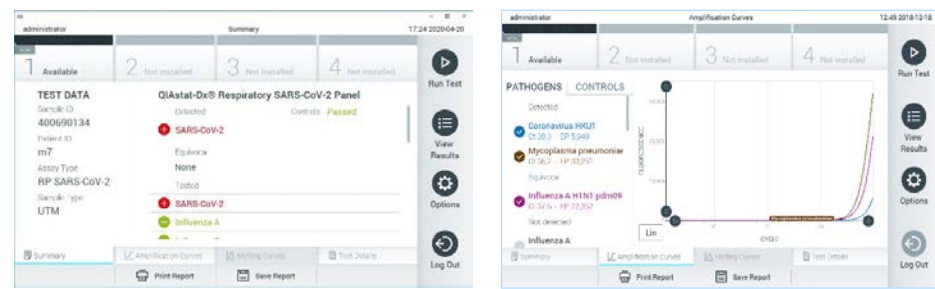 administrator Summary 17:24 2020-04-20
1 Available 2 Not installed 3 Not installed 4 Not installed
Run Test
View Results
Options
Log Out
TEST DATA
Sample ID
400690134
Patient ID
m7
Assay Type
RP SARS-CoV-2
Sample Type
UTM
QIAstat-Dx® Respiratory SARS-CoV-2 Panel
Detected Controls Passed
SARS-CoV-2
Equivocal
None
Tested
SARS-CoV-2
Influenza A
Summary Amplification Curves Melting Curves Test Details
Print Report Save Report
administrator Amplification Curves 12:49 2018-12-18
1 Available 2 Not installed 3 Not installed 4 Not installed
Run Test
View Results
Options
Log Out
PATHOGENS CONTROLS
Detected
Coronavirus HKU1
Mycoplasma pneumoniae
Equivocal
Influenza A H1N1 pdm09
Not detected
Influenza A
FLUORESCENCE
Mycoplasma pneumoniae
CYCLE
Lin
Summary Amplification Curves Melting Curves Test Details
Print Report Save Report